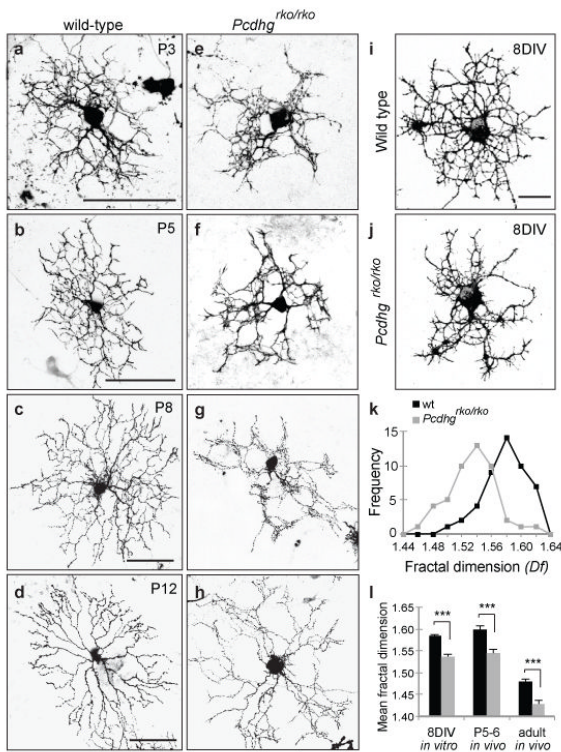 wild-type
Pcdhg rko/rko
a P3
e
i 8DIV
Wild type
b P5
f
j 8DIV
Pcdhg rko/rko
c P8
g
k
wt
Pcdhg rko/rko
15
10
5
0
Frequency
1.44 1.48 1.52 1.56 1.60 1.64
Fractal dimension (Df)
d P12
h
l
Mean fractal dimension
1.65
1.60
1.55
1.50
1.45
1.40
*** *** ***
8DIV P5-6 adult
in vitro in vivo in vivo